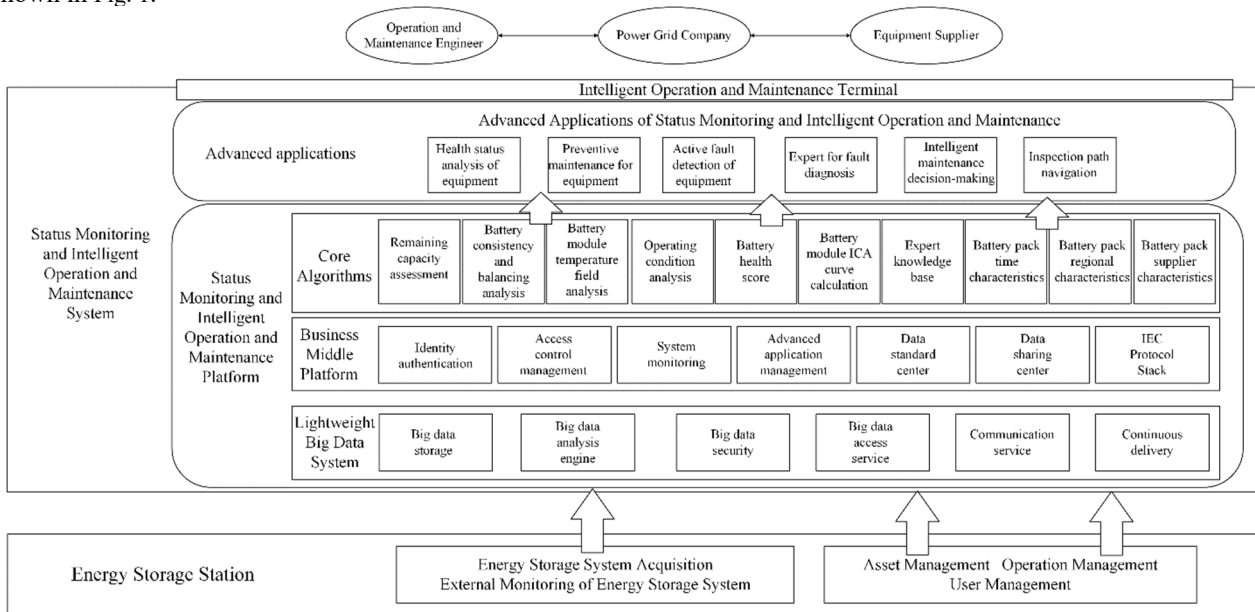 nown in Fig. 1.
Operation and
Maintenance Engineer
Power Grid Company
Equipment Supplier
Intelligent Operation and Maintenance Terminal
Advanced Applications of Status Monitoring and Intelligent Operation and Maintenance
Advanced applications
Health status
analysis of
equipment
Preventive
maintenance for
equipment
Active fault
detection of
equipment
Expert for fault
diagnosis
Intelligent
maintenance
decision-making
Inspection path
navigation
Status Monitoring
and Intelligent
Operation and
Maintenance
System
Status
Monitoring and
Intelligent
Operation and
Maintenance
Platform
Core
Algorithms
Remaining
capacity
assessment
Battery
consistency
and
balancing
analysis
Battery
module
temperature
field
analysis
Operating
condition
analysis
Battery
health
score
Battery
module ICA
curve
calculation
Expert
knowledge
base
Battery pack
time
characteristics
Battery pack
regional
characteristics
Battery pack
supplier
characteristics
Business
Middle
Platform
Identity
authentication
Access
control
management
System
monitoring
Advanced
application
management
Data
standard
center
Data
sharing
center
IEC
Protocol
Stack
Lightweight
Big Data
System
Big data
storage
Big data
analysis
engine
Big data
security
Big data
access
service
Communication
service
Continuous
delivery
Energy Storage Station
Energy Storage System Acquisition
External Monitoring of Energy Storage System
Asset Management Operation Management
User Management